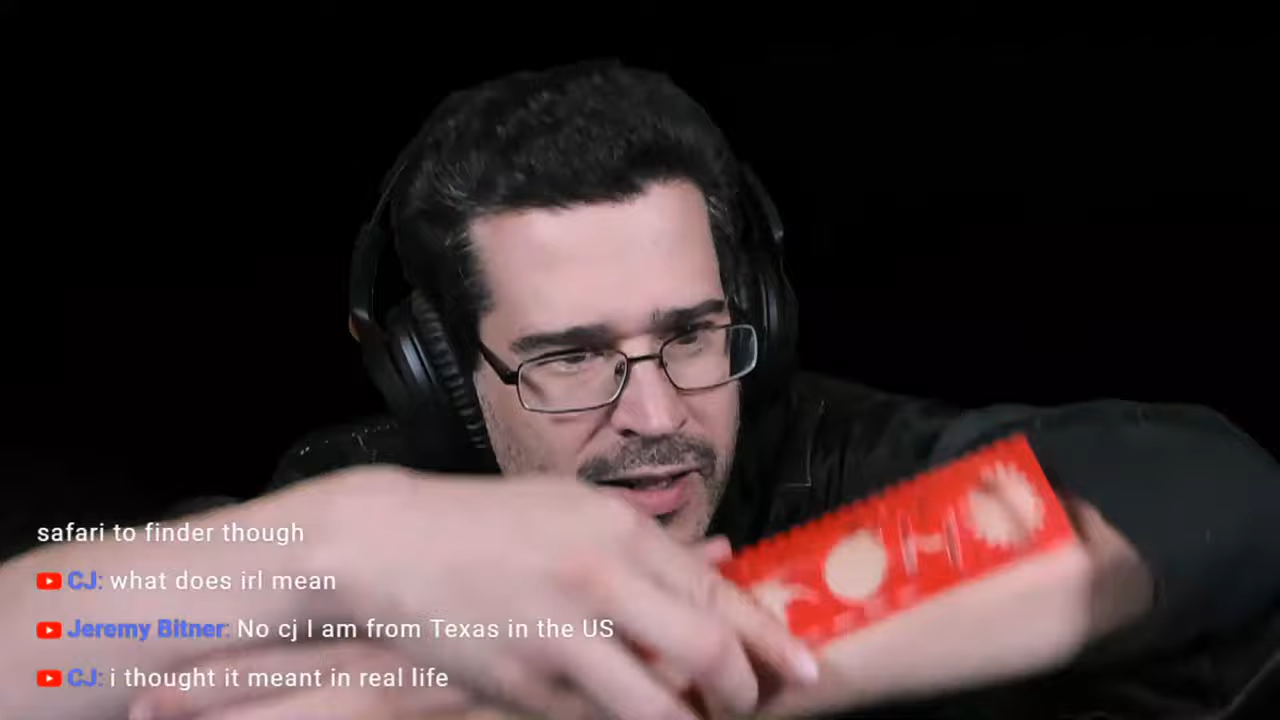 safari to finder though
CJ: what does irl mean
Jeremy Bitner: No cj I am from Texas in the US
CJ: i thought it meant in real life